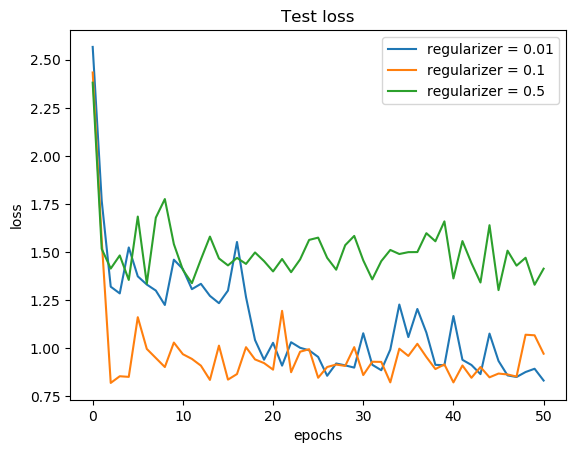 Test loss
regularizer = 0.01
regularizer = 0.1
regularizer = 0.5
loss
2.50
2.25
2.00
1.75
1.50
1.25
1.00
0.75
0
10
20
30
40
50
epochs